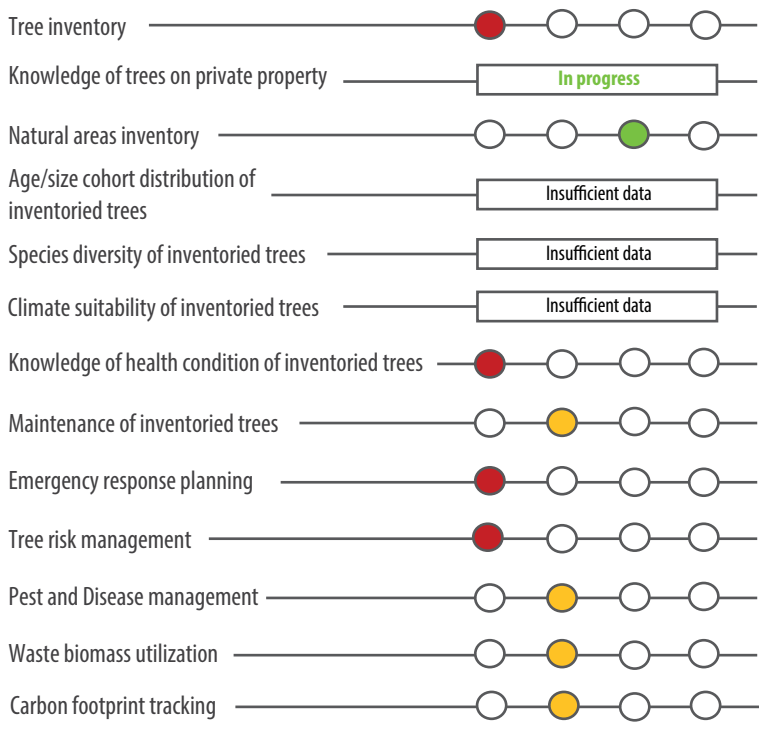 Tree inventory
Knowledge of trees on private property
In progress
Natural areas inventory
Age/size cohort distribution of
inventoried trees
Insufficient data
Species diversity of inventoried trees
Insufficient data
Climate suitability of inventoried trees
Insufficient data
Knowledge of health condition of inventoried trees
Maintenance of inventoried trees
Emergency response planning
Tree risk management
Pest and Disease management
Waste biomass utilization
Carbon footprint tracking